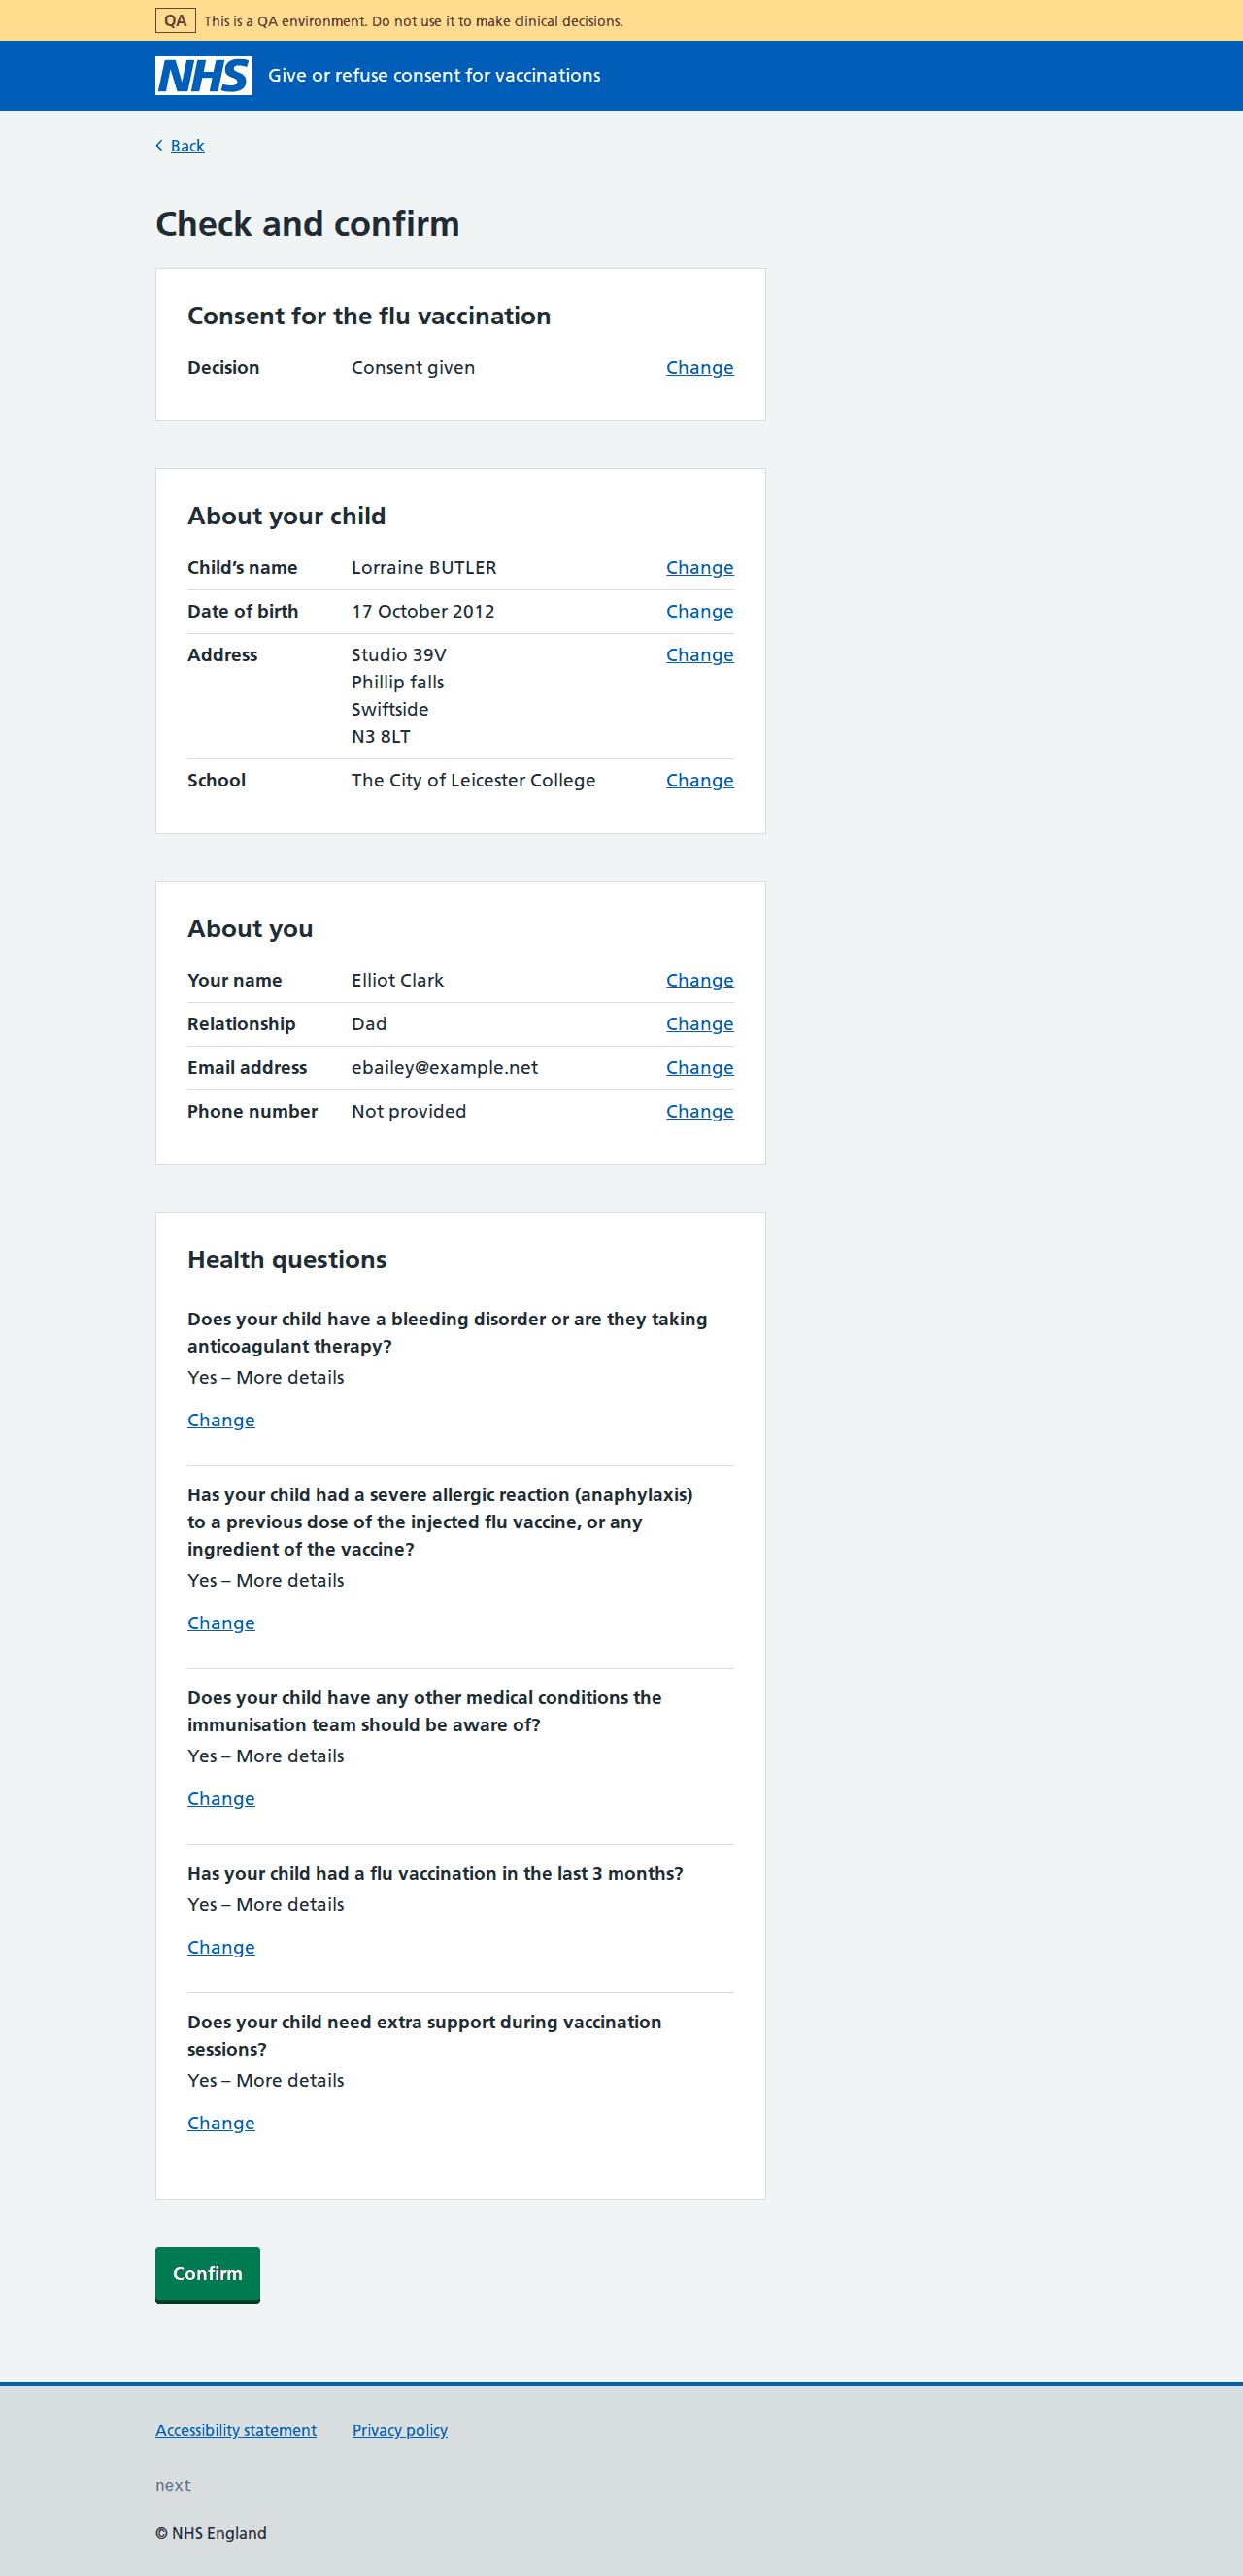 QA This is a QA environment. Do not use it to make clinical decisions.
NHS Give or refuse consent for vaccinations
Back
Check and confirm
Consent for the flu vaccination
Decision Consent given Change
About your child
Child’s name Lorraine BUTLER Change
Date of birth 17 October 2012 Change
Address Studio 39V Change
Phillip falls
Swiftside
N3 8LT
School The City of Leicester College Change
About you
Your name Elliot Clark Change
Relationship Dad Change
Email address ebailey@example.net Change
Phone number Not provided Change
Health questions
Does your child have a bleeding disorder or are they taking
anticoagulant therapy?
Yes – More details
Change
Has your child had a severe allergic reaction (anaphylaxis)
to a previous dose of the injected flu vaccine, or any
ingredient of the vaccine?
Yes – More details
Change
Does your child have any other medical conditions the
immunisation team should be aware of?
Yes – More details
Change
Has your child had a flu vaccination in the last 3 months?
Yes – More details
Change
Does your child need extra support during vaccination
sessions?
Yes – More details
Change
Confirm
Accessibility statement Privacy policy
next
© NHS England